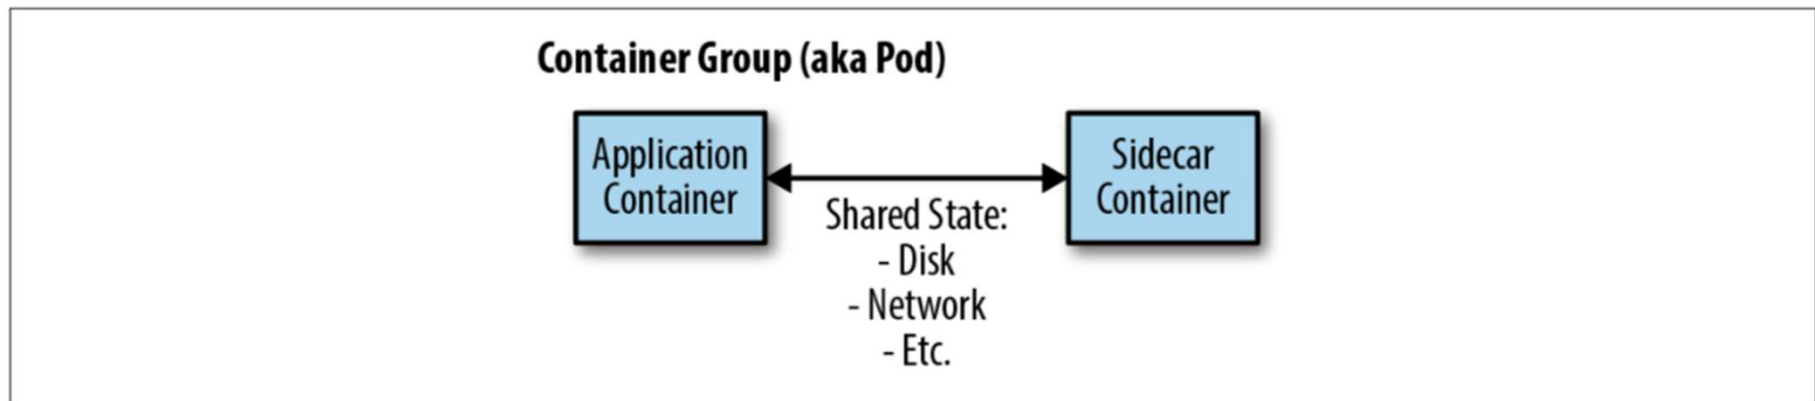 Container Group (aka Pod)
Application
Container
Sidecar
Container
Shared State:
- Disk
- Network
- Etc.